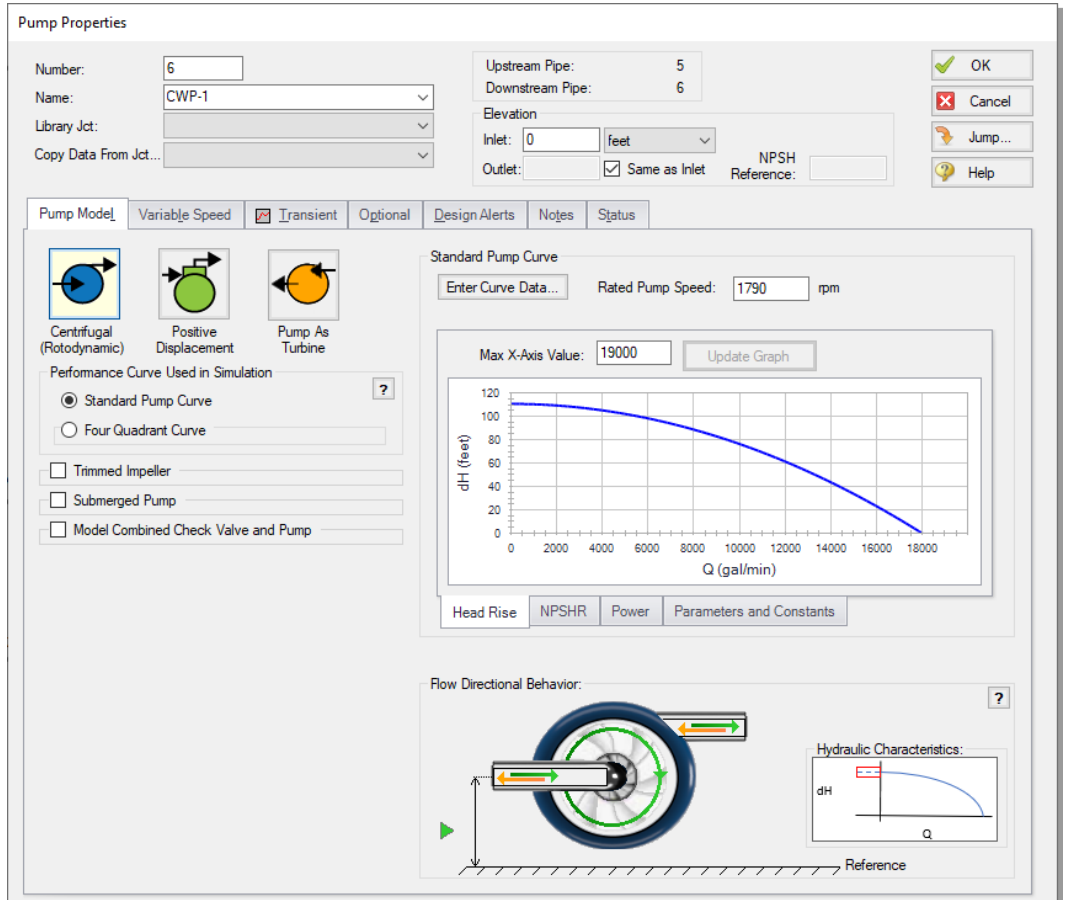 Pump Properties
Number: 6
Name: CWP-1
Library Jct:
Copy Data From Jct...
Upstream Pipe: 5
Downstream Pipe: 6
Elevation
Inlet: 0 feet
Outlet: Same as Inlet
NPSH
Reference:
OK
Cancel
Jump...
Help
Pump Model Variable Speed Transient Optional Design Alerts Notes Status
Centrifugal
(Rotodynamic)
Positive
Displacement
Pump As
Turbine
Perfomance Curve Used in Simulation
?
Standard Pump Curve
Four Quadrant Curve
Trimmed Impeller
Submerged Pump
Model Combined Check Valve and Pump
Standard Pump Curve
Enter Curve Data... Rated Pump Speed: 1790 rpm
Max X-Axis Value: 19000 Update Graph
120
100
80
60
40
20
0
dH (feet)
0 2000 4000 6000 8000 10000 12000 14000 16000 18000
Q (gal/min)
Head Rise NPSHR Power Parameters and Constants
Flow Directional Behavior:
?
Hydraulic Characteristics:
dH
Q
Reference